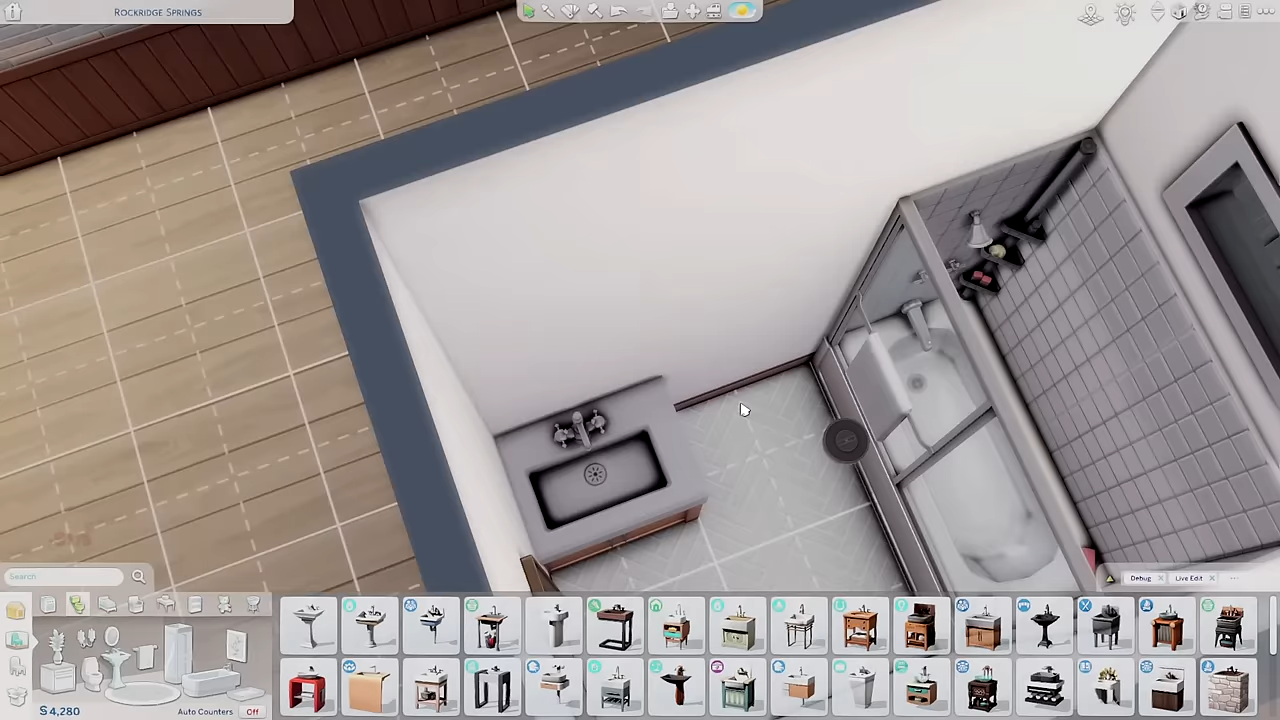 ROCKRIDGE SPRINGS
Search
Debug
Live Edit
$4,280
Auto Counters
Off